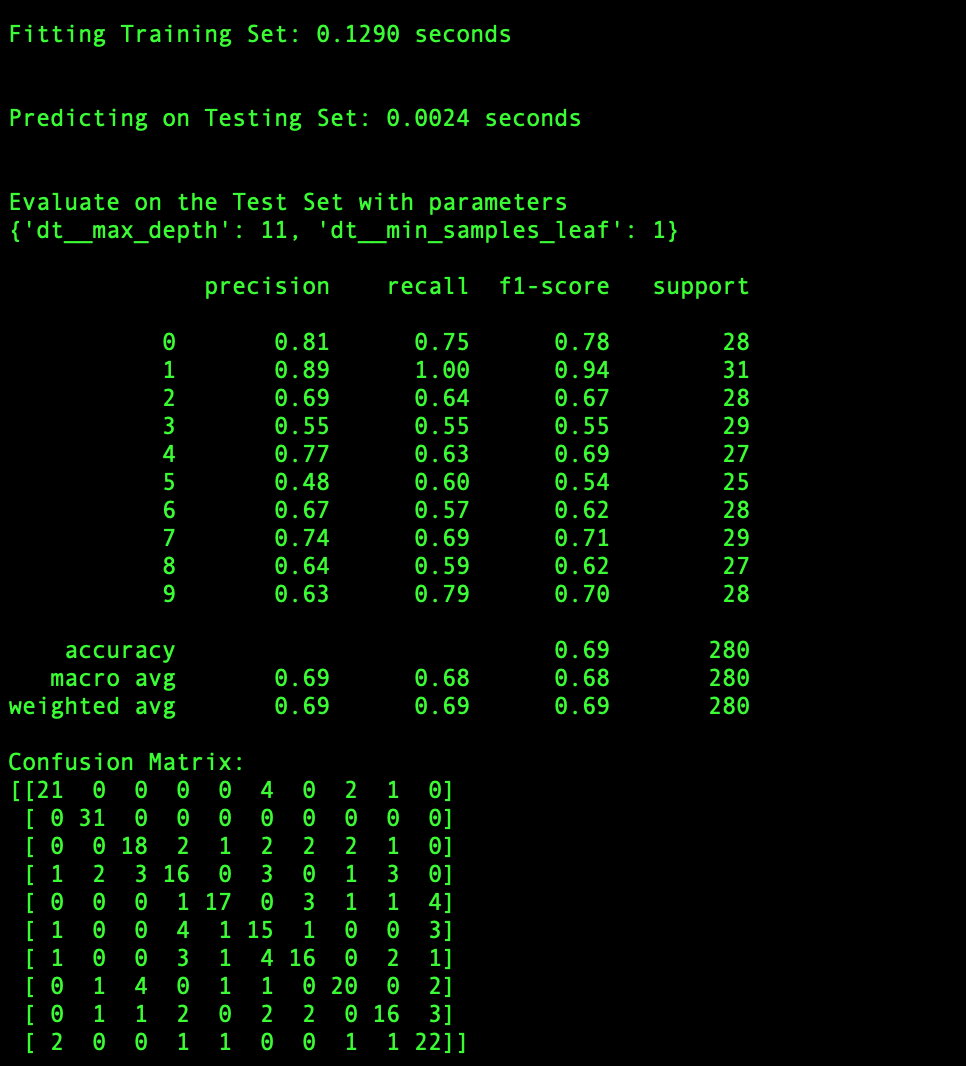 Fitting Training Set: 0.1290 seconds
Predicting on Testing Set: 0.0024 seconds
Evaluate on the Test Set with parameters
{'dt__max_depth': 11, 'dt__min_samples_leaf': 1}
precision recall f1-score support
0 0.81 0.75 0.78 28
1 0.89 1.00 0.94 31
2 0.69 0.64 0.67 28
3 0.55 0.55 0.55 29
4 0.77 0.63 0.69 27
5 0.48 0.60 0.54 25
6 0.67 0.57 0.62 28
7 0.74 0.69 0.71 29
8 0.64 0.59 0.62 27
9 0.63 0.79 0.70 28
accuracy 0.69 280
macro avg 0.69 0.68 0.68 280
weighted avg 0.69 0.69 0.69 280
Confusion Matrix:
[[21 0 0 0 0 4 0 2 1 0]
[ 0 31 0 0 0 0 0 0 0 0]
[ 0 0 18 2 1 2 2 2 1 0]
[ 1 2 3 16 0 3 0 1 3 0]
[ 0 0 0 1 17 0 3 1 1 4]
[ 1 0 0 4 1 15 1 0 0 3]
[ 1 0 0 3 1 4 16 0 2 1]
[ 0 1 4 0 1 1 0 20 0 2]
[ 0 1 1 2 0 2 2 0 16 3]
[ 2 0 0 1 1 0 0 1 1 22]]